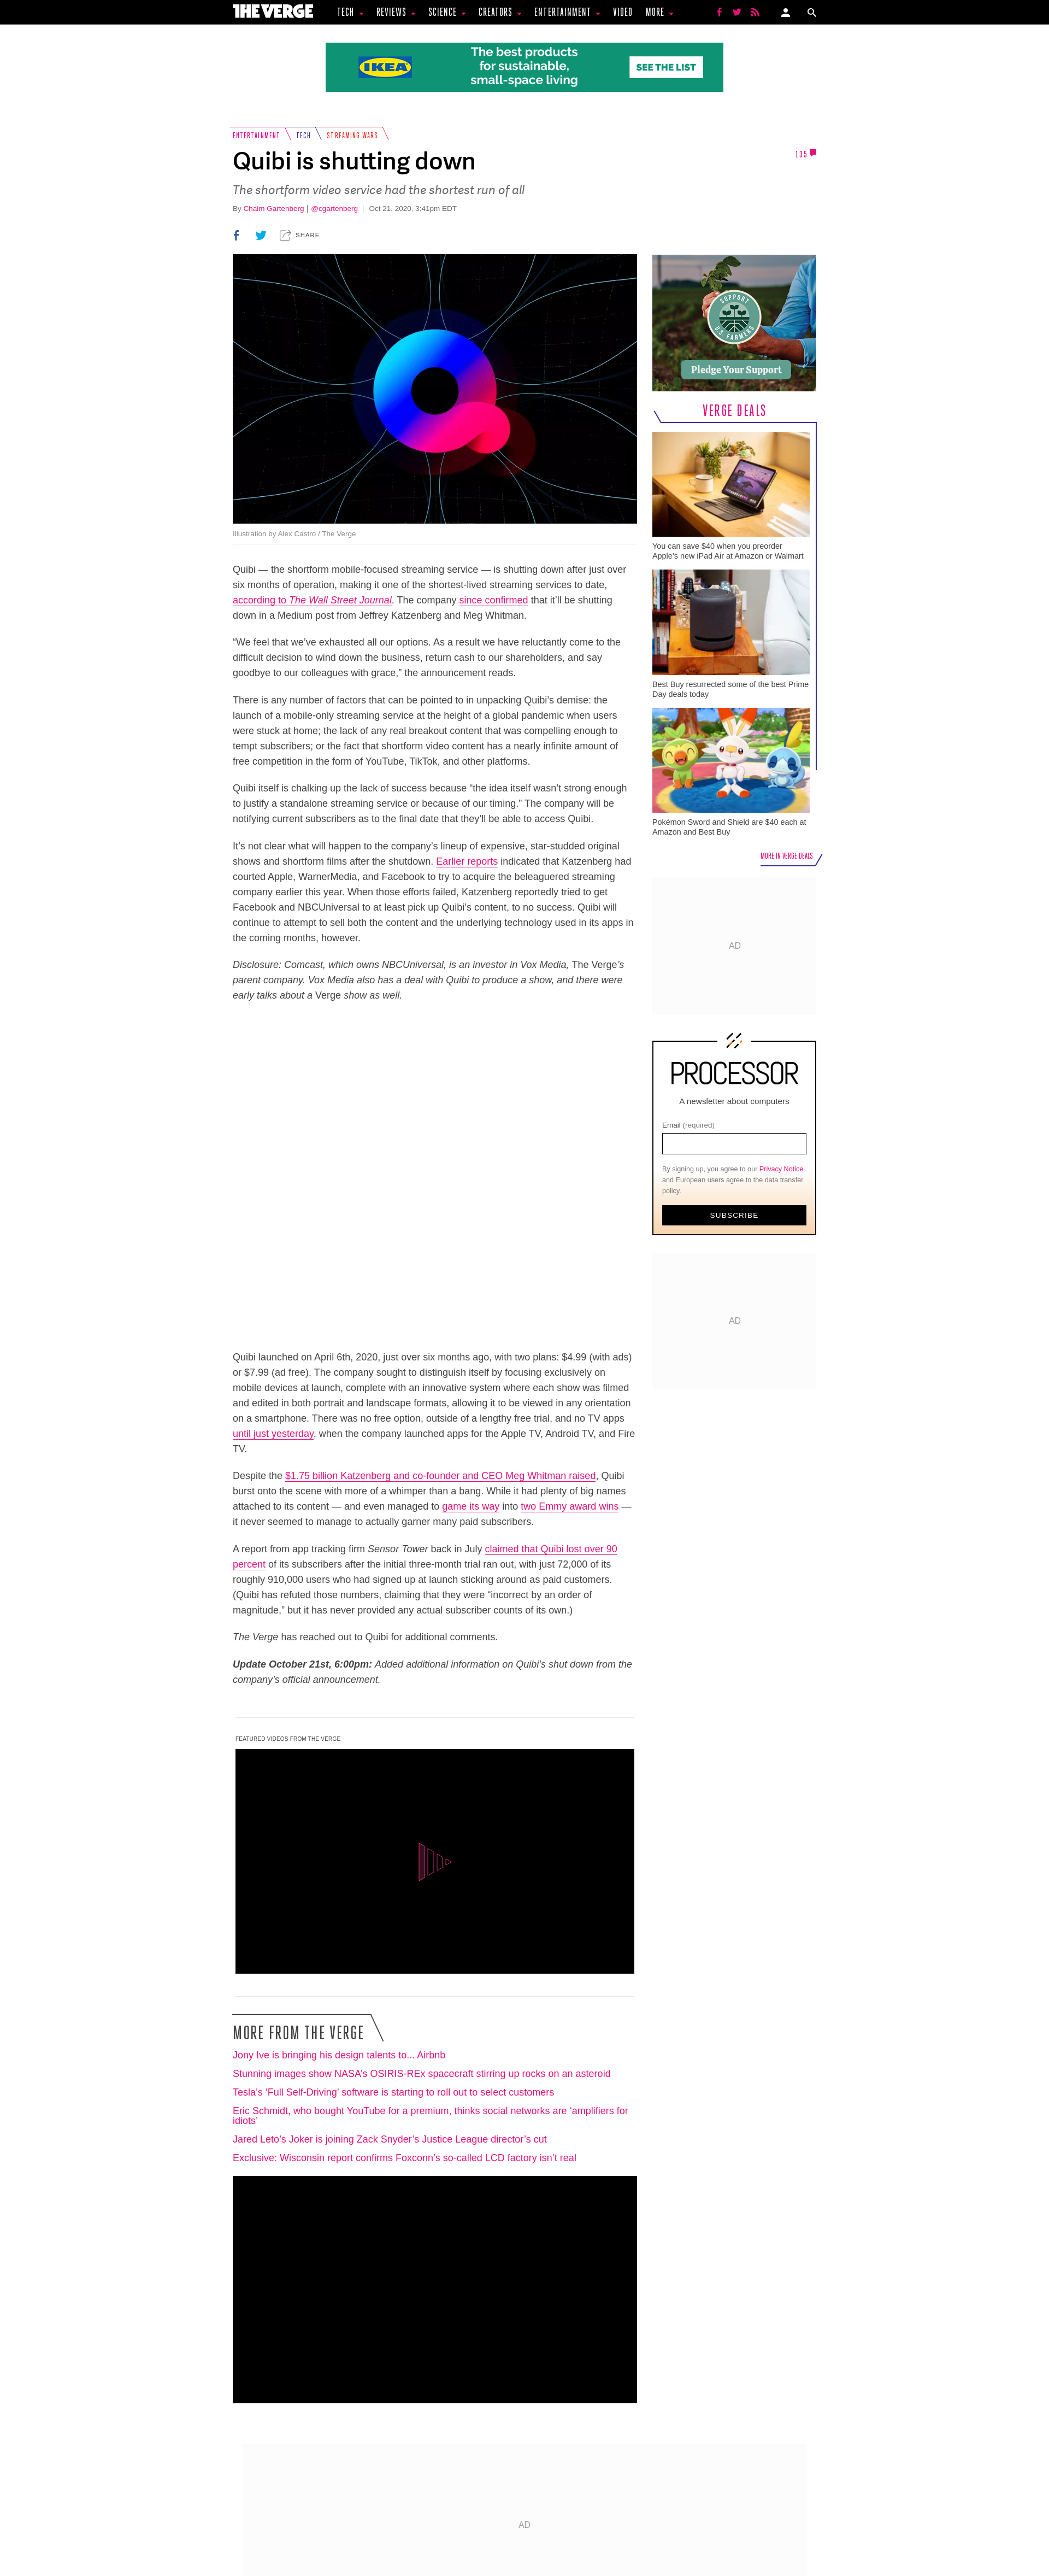 THE VERGE
TECH
REVIEWS
SCIENCE
CREATORS
ENTERTAINMENT
VIDEO
MORE
IKEA
The best products
for sustainable,
small-space living
SEE THE LIST
ENTERTAINMENT
TECH
STREAMING WARS
Quibi is shutting down
135
The shortform video service had the shortest run of all
By Chaim Gartenberg | @cgartenberg | Oct 21, 2020, 3:41pm EDT
SHARE
Illustration by Alex Castro / The Verge
Quibi — the shortform mobile-focused streaming service — is shutting down after just over
six months of operation, making it one of the shortest-lived streaming services to date,
according to The Wall Street Journal. The company since confirmed that it’ll be shutting
down in a Medium post from Jeffrey Katzenberg and Meg Whitman.
“We feel that we’ve exhausted all our options. As a result we have reluctantly come to the
difficult decision to wind down the business, return cash to our shareholders, and say
goodbye to our colleagues with grace,” the announcement reads.
There is any number of factors that can be pointed to in unpacking Quibi’s demise: the
launch of a mobile-only streaming service at the height of a global pandemic when users
were stuck at home; the lack of any real breakout content that was compelling enough to
tempt subscribers; or the fact that shortform video content has a nearly infinite amount of
free competition in the form of YouTube, TikTok, and other platforms.
Quibi itself is chalking up the lack of success because “the idea itself wasn’t strong enough
to justify a standalone streaming service or because of our timing.” The company will be
notifying current subscribers as to the final date that they’ll be able to access Quibi.
It’s not clear what will happen to the company’s lineup of expensive, star-studded original
shows and shortform films after the shutdown. Earlier reports indicated that Katzenberg had
courted Apple, WarnerMedia, and Facebook to try to acquire the beleaguered streaming
company earlier this year. When those efforts failed, Katzenberg reportedly tried to get
Facebook and NBCUniversal to at least pick up Quibi’s content, to no success. Quibi will
continue to attempt to sell both the content and the underlying technology used in its apps in
the coming months, however.
Disclosure: Comcast, which owns NBCUniversal, is an investor in Vox Media, The Verge’s
parent company. Vox Media also has a deal with Quibi to produce a show, and there were
early talks about a Verge show as well.
Quibi launched on April 6th, 2020, just over six months ago, with two plans: $4.99 (with ads)
or $7.99 (ad free). The company sought to distinguish itself by focusing exclusively on
mobile devices at launch, complete with an innovative system where each show was filmed
and edited in both portrait and landscape formats, allowing it to be viewed in any orientation
on a smartphone. There was no free option, outside of a lengthy free trial, and no TV apps
until just yesterday, when the company launched apps for the Apple TV, Android TV, and Fire
TV.
Despite the $1.75 billion Katzenberg and co-founder and CEO Meg Whitman raised, Quibi
burst onto the scene with more of a whimper than a bang. While it had plenty of big names
attached to its content — and even managed to game its way into two Emmy award wins —
it never seemed to manage to actually garner many paid subscribers.
A report from app tracking firm Sensor Tower back in July claimed that Quibi lost over 90
percent of its subscribers after the initial three-month trial ran out, with just 72,000 of its
roughly 910,000 users who had signed up at launch sticking around as paid customers.
(Quibi has refuted those numbers, claiming that they were “incorrect by an order of
magnitude,” but it has never provided any actual subscriber counts of its own.)
The Verge has reached out to Quibi for additional comments.
Update October 21st, 6:00pm: Added additional information on Quibi’s shut down from the
company’s official announcement.
FEATURED VIDEOS FROM THE VERGE
MORE FROM THE VERGE
Jony Ive is bringing his design talents to... Airbnb
Stunning images show NASA’s OSIRIS-REx spacecraft stirring up rocks on an asteroid
Tesla’s ‘Full Self-Driving’ software is starting to roll out to select customers
Eric Schmidt, who bought YouTube for a premium, thinks social networks are ‘amplifiers for
idiots’
Jared Leto’s Joker is joining Zack Snyder’s Justice League director’s cut
Exclusive: Wisconsin report confirms Foxconn’s so-called LCD factory isn’t real
SUPPORT
U.S. FARMERS
Pledge Your Support
VERGE DEALS
You can save $40 when you preorder
Apple’s new iPad Air at Amazon or Walmart
Best Buy resurrected some of the best Prime
Day deals today
Pokémon Sword and Shield are $40 each at
Amazon and Best Buy
MORE IN VERGE DEALS
AD
PROCESSOR
A newsletter about computers
Email (required)
By signing up, you agree to our Privacy Notice
and European users agree to the data transfer
policy.
SUBSCRIBE
AD
AD